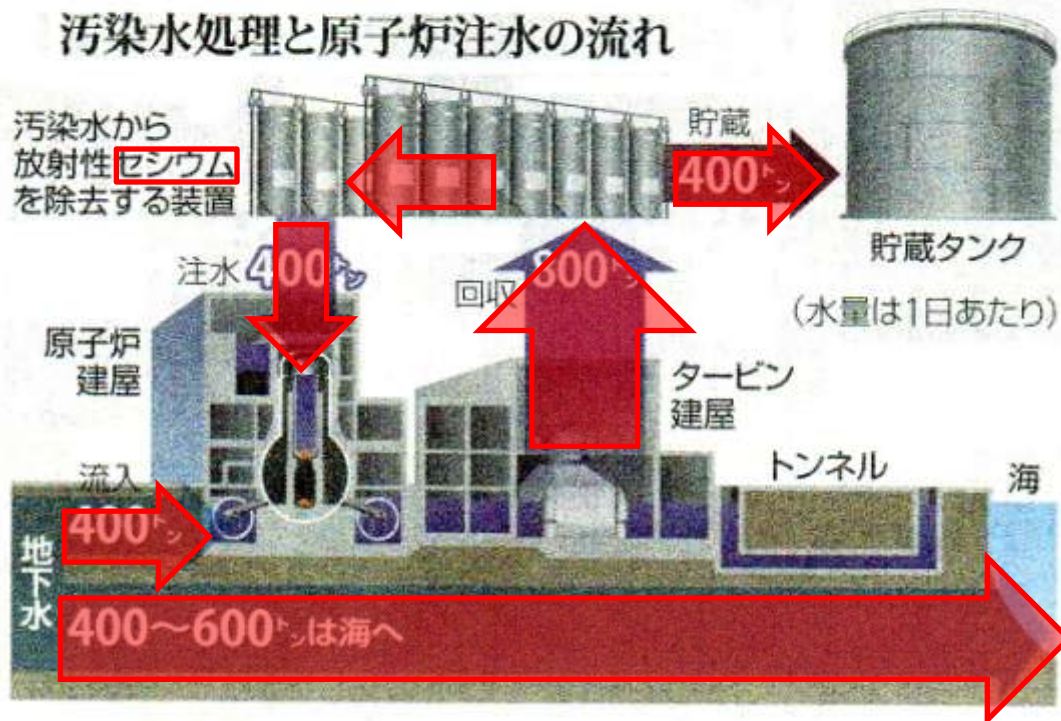 汚染水処理と原子炉注水の流れ
汚染水から
放射性セシウム
を除去する装置
貯蔵
400トン
貯蔵タンク
(水量は1日あたり)
注水400トン
回収 800トン
原子炉
建屋
タービン
建屋
トンネル
海
流入
400トン
地下水
400〜600トンは海へ